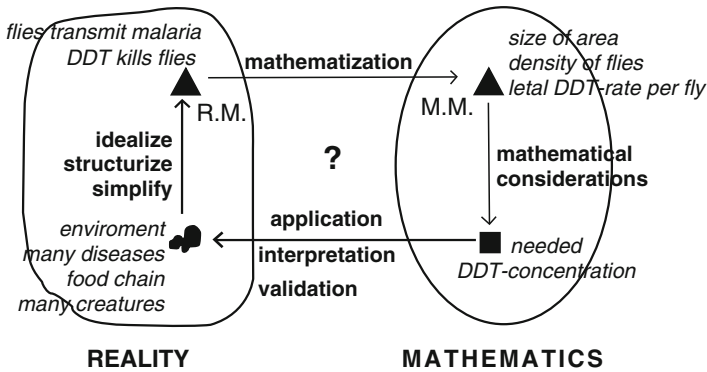 flies transmit malaria
DDT kills flies
mathematization
size of area
density of flies
letal DDT-rate per fly
R.M.
M.M.
idealize
structurize
simplify
?
mathematical
considerations
enviroment
many diseases
food chain
many creatures
application
interpretation
validation
needed
DDT-concentration
REALITY
MATHEMATICS